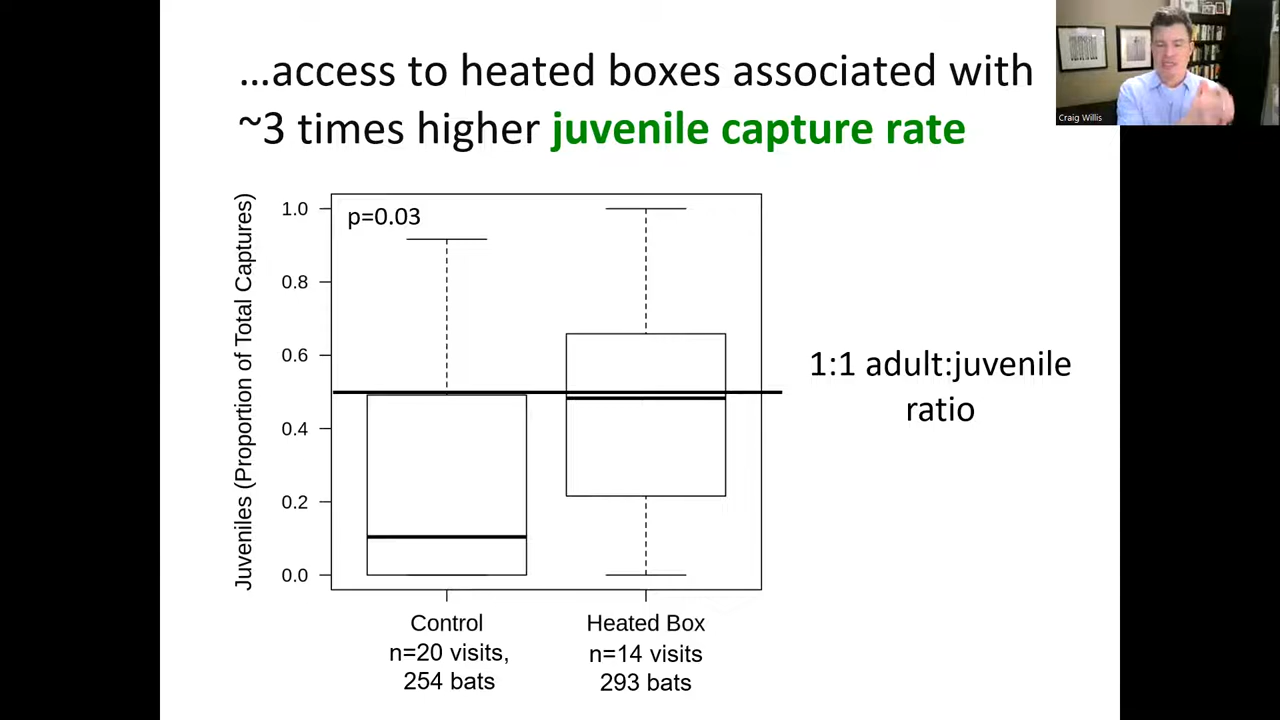 …access to heated boxes associated with
~3 times higher juvenile capture rate
Craig Willis
Juveniles (Proportion of Total Captures)
1.0
0.8
0.6
0.4
0.2
0.0
p=0.03
1:1 adult:juvenile
ratio
Control
n=20 visits,
254 bats
Heated Box
n=14 visits
293 bats